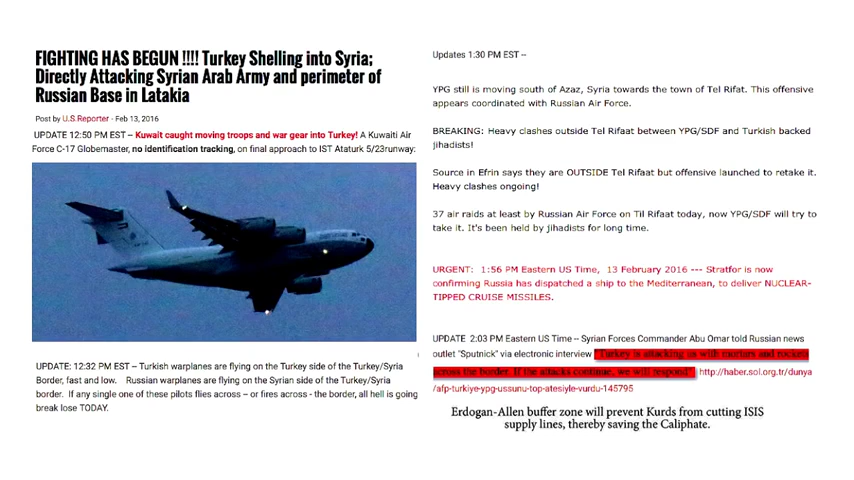 FIGHTING HAS BEGUN !!!! Turkey Shelling into Syria;
Directly Attacking Syrian Arab Army and perimeter of
Russian Base in Latakia
Post by U.S.Reporter - Feb 13, 2016
UPDATE 12:50 PM EST -- Kuwait caught moving troops and war gear into Turkey! A Kuwaiti Air
Force C-17 Globemaster, no identification tracking, on final approach to IST Ataturk 5/23runway:
UPDATE: 12:32 PM EST -- Turkish warplanes are flying on the Turkey side of the Turkey/Syria
Border, fast and low. Russian warplanes are flying on the Syrian side of the Turkey/Syria
border. If any single one of these pilots flies across -- or fires across - the border, all hell is going
break lose TODAY.
Updates 1:30 PM EST --
YPG still is moving south of Azaz, Syria towards the town of Tel Rifat. This offensive
appears coordinated with Russian Air Force.
BREAKING: Heavy clashes outside Tel Rifaat between YPG/SDF and Turkish backed
jihadists!
Source in Efrin says they are OUTSIDE Tel Rifaat but offensive launched to retake it.
Heavy clashes ongoing!
37 air raids at least by Russian Air Force on Til Rifaat today, now YPG/SDF will try to
take it. It's been held by jihadists for long time.
URGENT: 1:56 PM Eastern US Time, 13 February 2016 --- Stratfor is now
confirming Russia has dispatched a ship to the Mediterranean, to deliver NUCLEAR-
TIPPED CRUISE MISSILES.
UPDATE 2:03 PM Eastern US Time -- Syrian Forces Commander Abu Omar told Russian news
outlet "Sputnick" via electronic interview "Turkey is attacking us with mortars and rockets
across the border. If the attacks continue, we will respond" http://haber.sol.org.tr/dunya
/afp-turkiye-ypg-ussunu-top-atesiyle-vurdu-145795
Erdogan-Allen buffer zone will prevent Kurds from cutting ISIS
supply lines, thereby saving the Caliphate.